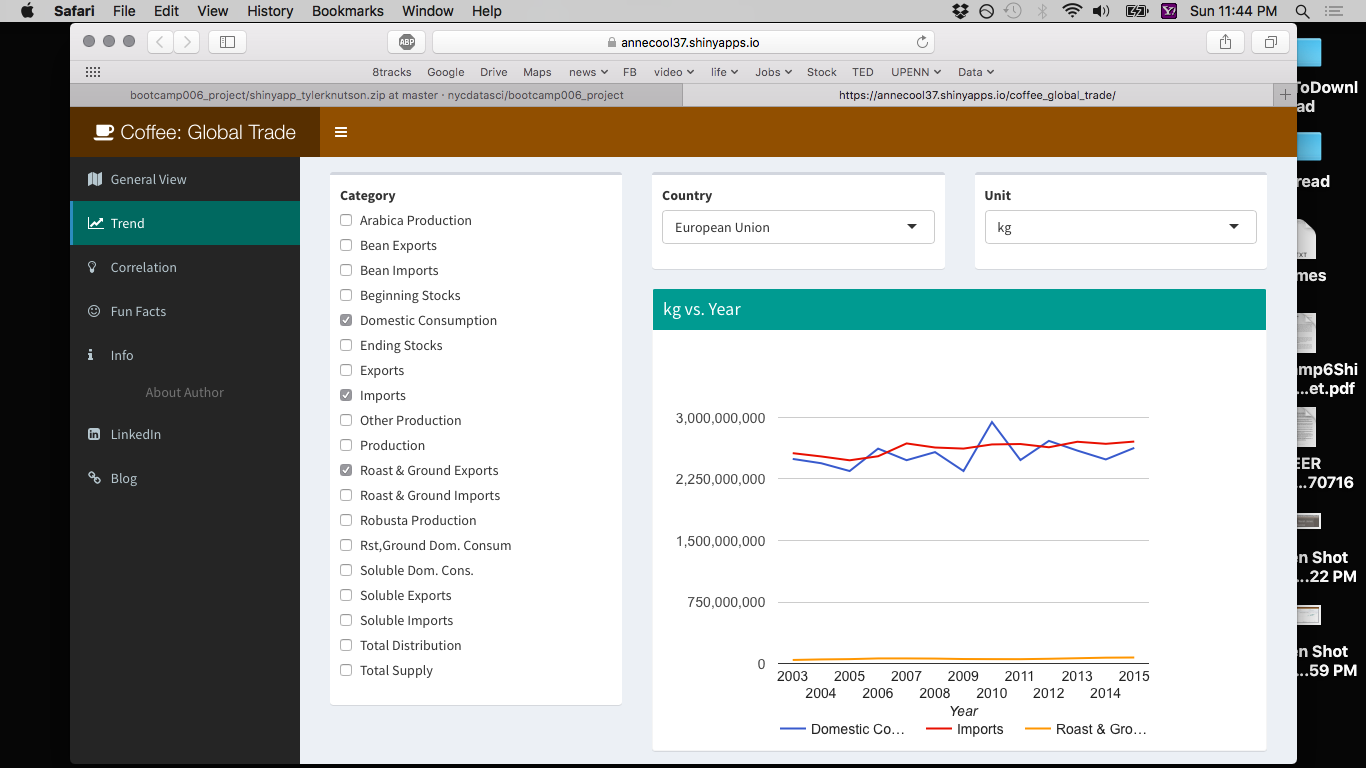 Safari File Edit View History Bookmarks Window Help Sun 11:44 PM
ABP annecool37.shinyapps.io
8tracks Google Drive Maps news FB video life Jobs Stock TED UPENN Data
bootcamp006_project/shinyapp_tylerknutson.zip at master · nycdatasci/bootcamp006_project https://annecool37.shinyapps.io/coffee_global_trade/ +
Coffee: Global Trade
General View
Trend
Correlation
Fun Facts
Info
About Author
LinkedIn
Blog
Category
Arabica Production
Bean Exports
Bean Imports
Beginning Stocks
Domestic Consumption
Ending Stocks
Exports
Imports
Other Production
Production
Roast & Ground Exports
Roast & Ground Imports
Robusta Production
Rst,Ground Dom. Consum
Soluble Dom. Cons.
Soluble Exports
Soluble Imports
Total Distribution
Total Supply
Country
European Union
Unit
kg
kg vs. Year
3,000,000,000
2,250,000,000
1,500,000,000
750,000,000
0
2003 2005 2007 2009 2011 2013 2015
2004 2006 2008 2010 2012 2014
Year
Domestic Co... Imports Roast & Gro...
ToDownl
ad
read
TXT
mes
mp6Shi
...et.pdf
EER
...70716
n Shot
...22 PM
n Shot
...59 PM